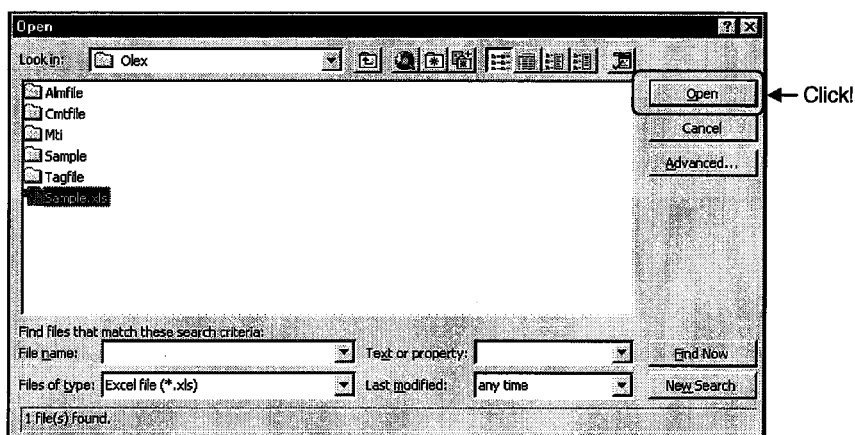 Open
Look in: Olex
Almfile
Cmtfile
Mti
Sample
Tagfile
Sample.xls
Open
Click!
Cancel
Advanced...
Find files that match these search criteria:
File name:
Text or property:
Find Now
Files of type: Excel file (*.xls)
Last modified: any time
New Search
1 file(s) found.